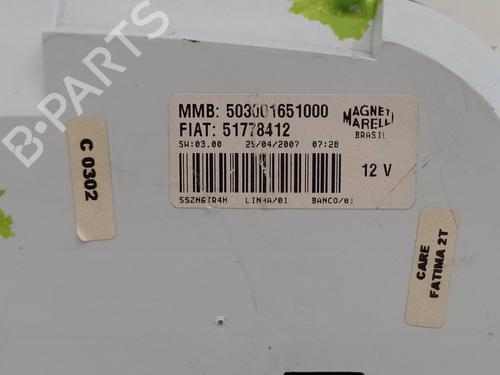 B-PARTS
MMB: 503001651000
FIAT: 51778412
MAGNETI
MARELLI
BRASIL
SW:03.00 25/04/2007 07:28
12 V
SSZN6TR4H LINHA/01 BANCO/01
C 0302
CARE
FATIMA 2T